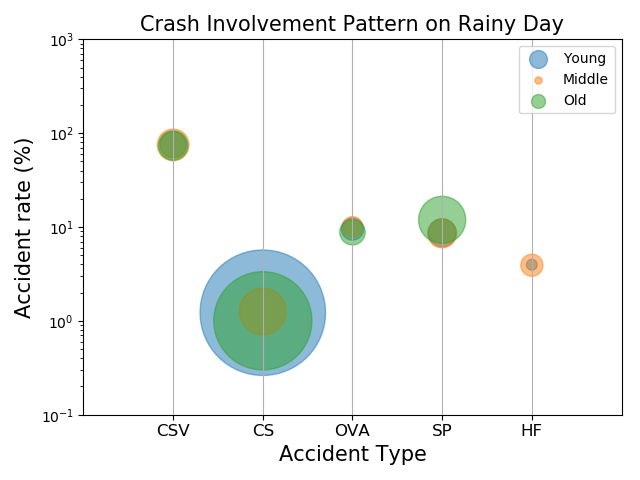 Crash Involvement Pattern on Rainy Day
Young
Middle
Old
Accident rate (%)
10³
10²
10¹
10⁰
10⁻¹
CSV CS OVA SP HF
Accident Type